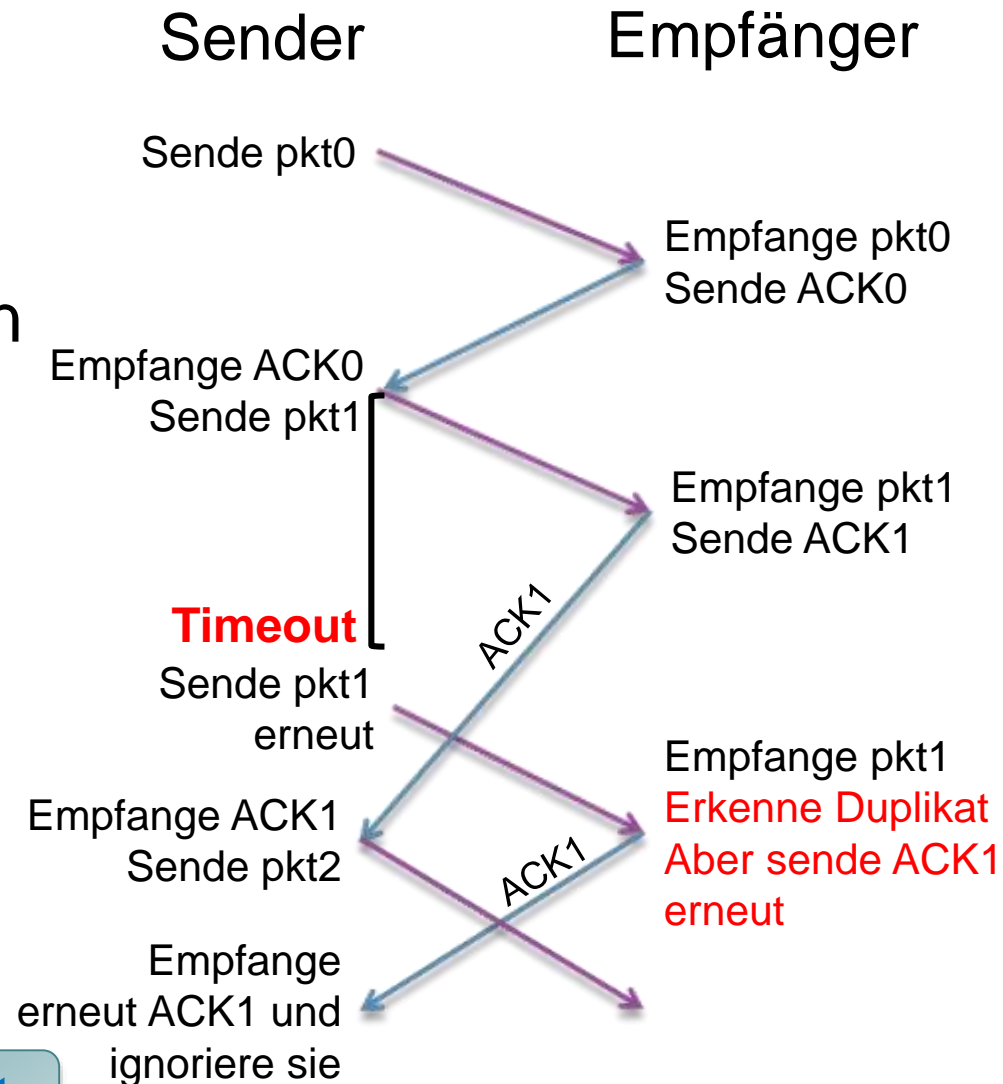 Sender
Empfänger
Sende pkt0
Empfange pkt0
Sende ACK0
n
Empfange ACK0
Sende pkt1
Empfange pkt1
Sende ACK1
ACK1
Timeout
Sende pkt1
erneut
Empfange pkt1
Erkenne Duplikat
Aber sende ACK1
erneut
Empfange ACK1
Sende pkt2
ACK1
Empfange
erneut ACK1 und
ignoriere sie